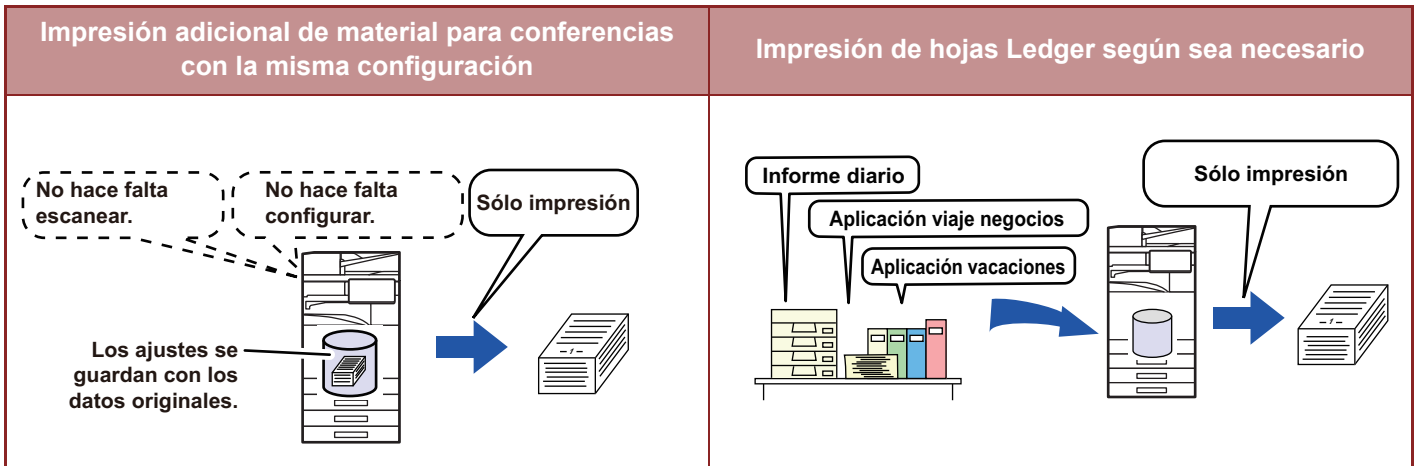 Impresión adicional de material para conferencias
con la misma configuración
Impresión de hojas Ledger según sea necesario
No hace falta
escanear.
No hace falta
configurar.
Sólo impresión
Los ajustes se
guardan con los
datos originales.
-1-
Informe diario
Aplicación viaje negocios
Aplicación vacaciones
Sólo impresión
-1-